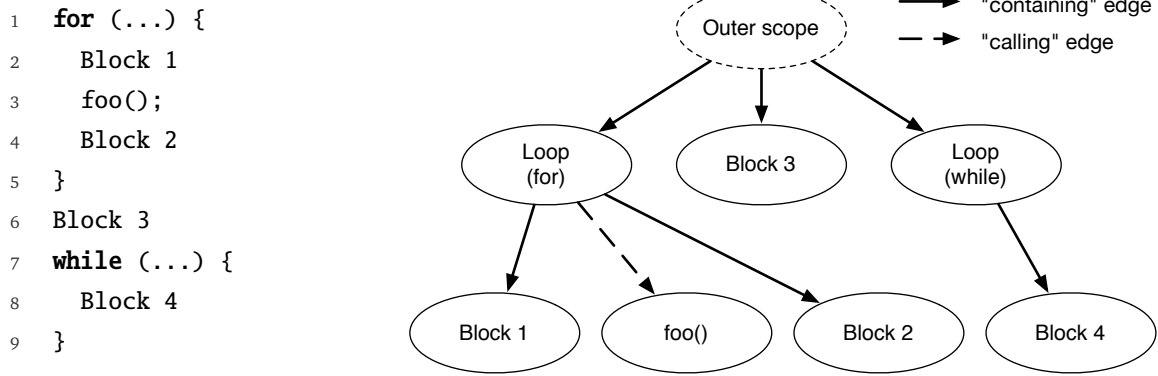 1 for (...) {
2 Block 1
3 foo();
4 Block 2
5 }
6 Block 3
7 while (...) {
8 Block 4
9 }
"containing" edge
"calling" edge
Outer scope
Loop
(for)
Block 3
Loop
(while)
Block 1
foo()
Block 2
Block 4